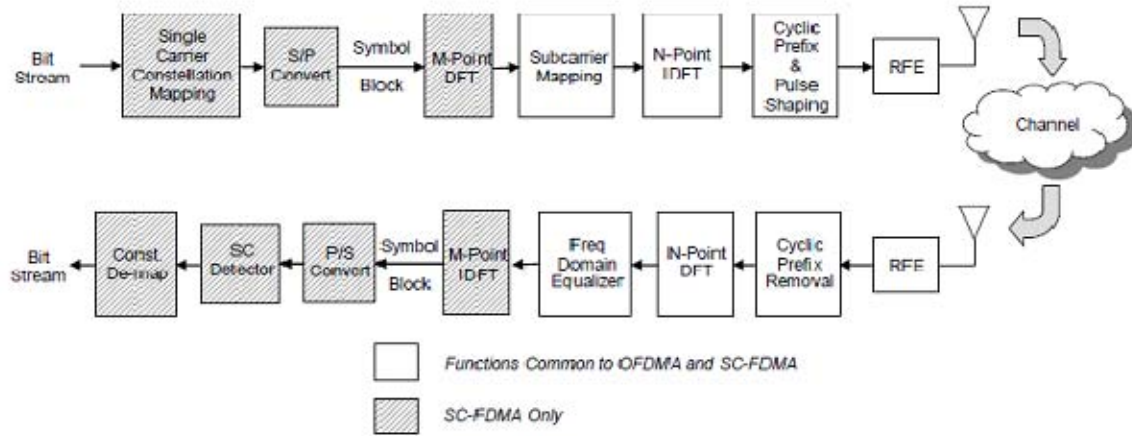 Bit
Stream
Single
Carrier
Constellation
Mapping
S/P
Convert
Symbol
Block
M-Point
DFT
Subcarrier
Mapping
N-Point
IDFT
Cyclic
Prefix
&
Pulse
Shaping
RFE
Channel
Bit
Stream
Const.
De-map
SC
Detector
P/S
Convert
Symbol
Block
M-Point
IDFT
Freq
Domain
Equalizer
N-Point
DFT
Cyclic
Prefix
Removal
RFE
Functions Common to OFDMA and SC-FDMA
SC-FDMA Only